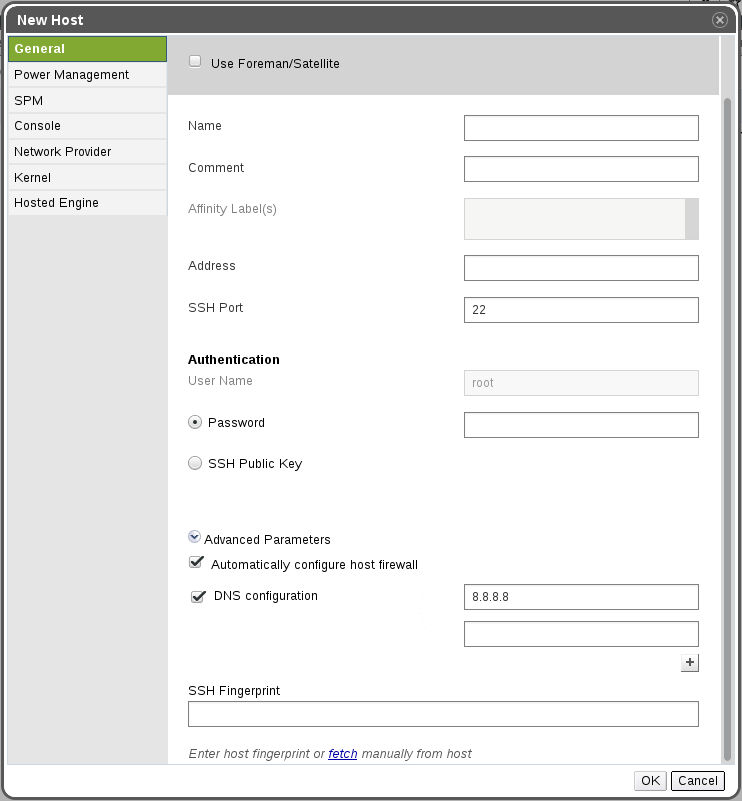 New Host
General
Power Management
SPM
Console
Network Provider
Kernel
Hosted Engine
Use Foreman/Satellite
Name
Comment
Affinity Label(s)
Address
SSH Port 22
Authentication
User Name root
Password
SSH Public Key
Advanced Parameters
Automatically configure host firewall
DNS configuration 8.8.8.8
+
SSH Fingerprint
Enter host fingerprint or fetch manually from host
OK Cancel